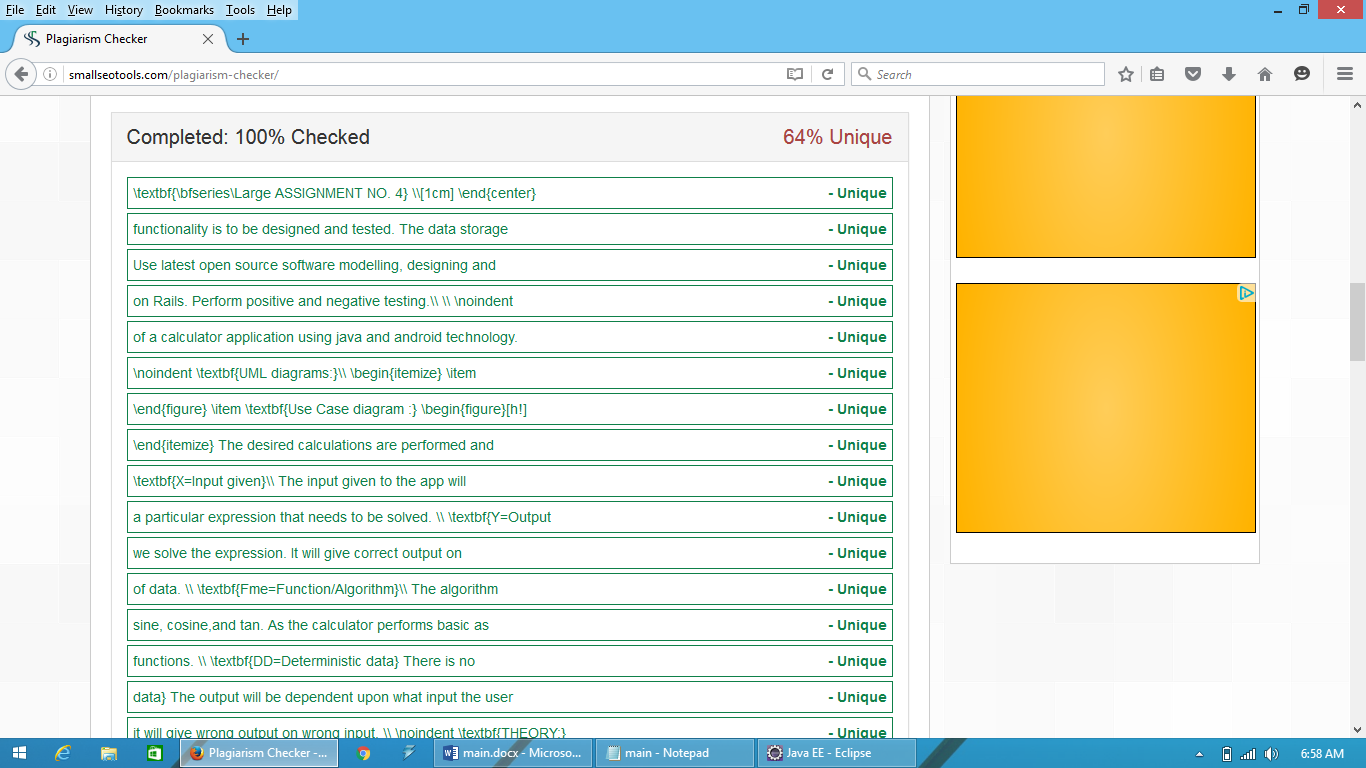 File Edit View History Bookmarks Tools Help
Plagiarism Checker
smallseotools.com/plagiarism-checker/
Search
Completed: 100% Checked 64% Unique
\textbf{\bfseries\Large ASSIGNMENT NO. 4} \\[1cm] \end{center} - Unique
functionality is to be designed and tested. The data storage - Unique
Use latest open source software modelling, designing and - Unique
on Rails. Perform positive and negative testing.\\ \\ \noindent - Unique
of a calculator application using java and android technology. - Unique
\noindent \textbf{UML diagrams:}\\ \begin{itemize} \item - Unique
\end{figure} \item \textbf{Use Case diagram :} \begin{figure}[h!] - Unique
\end{itemize} The desired calculations are performed and - Unique
\textbf{X=Input given}\\ The input given to the app will - Unique
a particular expression that needs to be solved. \\ \textbf{Y=Output - Unique
we solve the expression. It will give correct output on - Unique
of data. \\ \textbf{Fme=Function/Algorithm}\\ The algorithm - Unique
sine, cosine,and tan. As the calculator performs basic as - Unique
functions. \\ \textbf{DD=Deterministic data} There is no - Unique
data} The output will be dependent upon what input the user - Unique
it will give wrong output on wrong input. \\ \noindent \textbf{THEORY:} - Unique
Plagiarism Checker -... main.docx - Microso... main - Notepad Java EE - Eclipse 6:58 AM